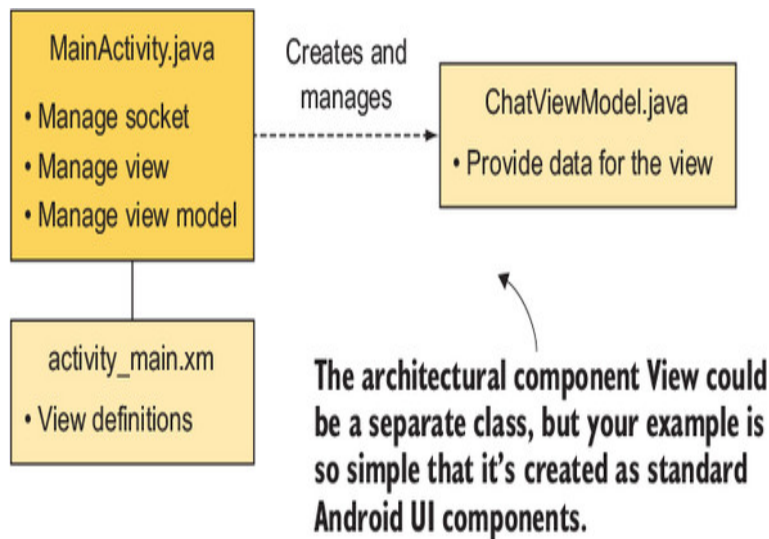 MainActivity.java
• Manage socket
• Manage view
• Manage view model
Creates and
manages
ChatViewModel.java
• Provide data for the view
activity_main.xm
• View definitions
The architectural component View could
be a separate class, but your example is
so simple that it's created as standard
Android UI components.